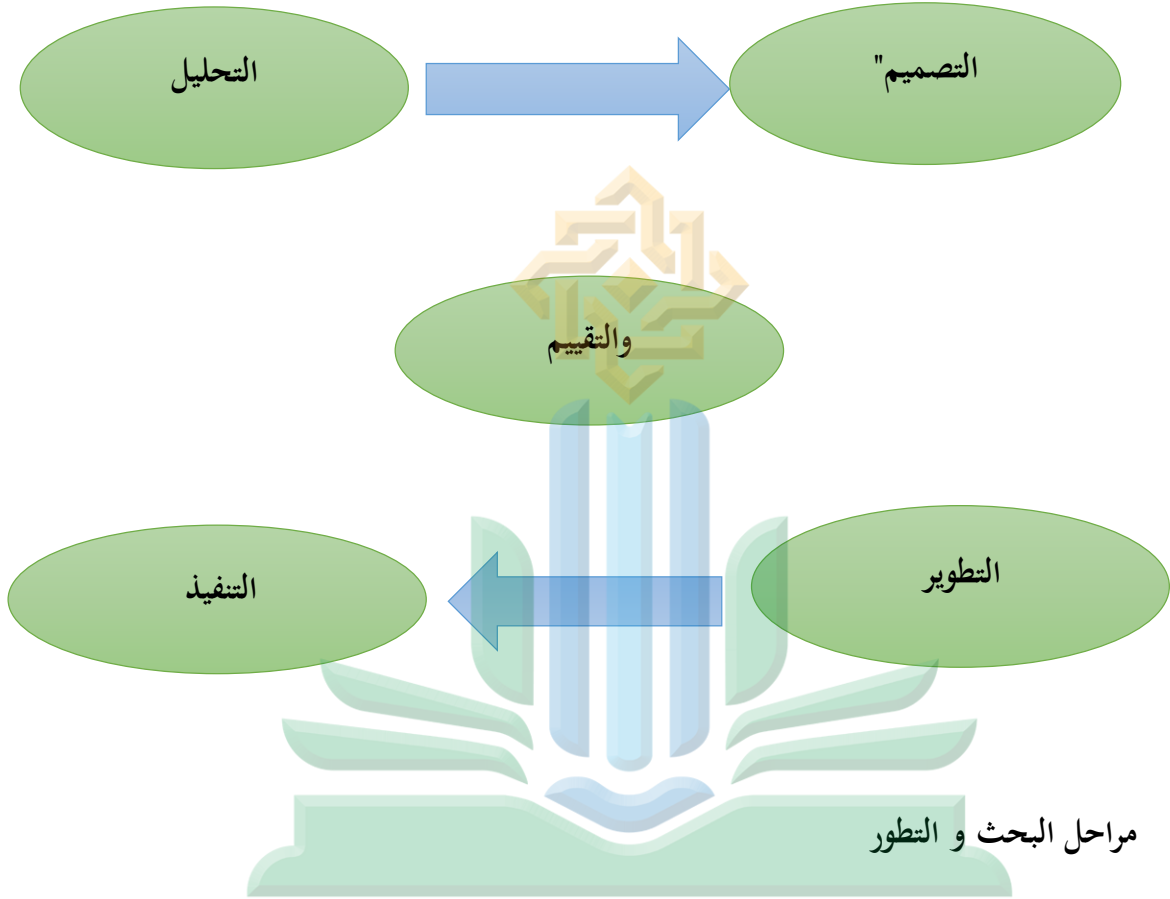 التحليل
التصميم"
والتقييم
التطوير
التنفيذ
مراحل البحث و التطور